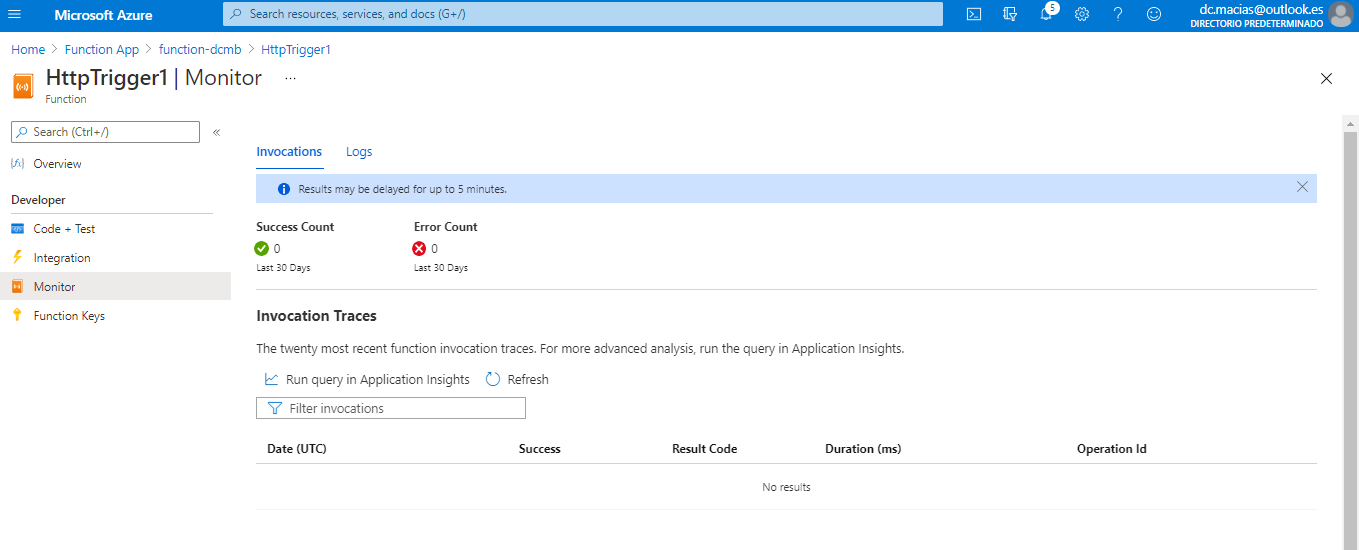 Microsoft Azure
Search resources, services, and docs (G+/)
5
dc.macias@outlook.es
DIRECTORIO PREDETERMINADO
Home > Function App > function-dcmb > HttpTrigger1
HttpTrigger1 | Monitor ...
Function
Search (Ctrl+/)
«
Overview
Developer
Code + Test
Integration
Monitor
Function Keys
Invocations Logs
Results may be delayed for up to 5 minutes.
Success Count Error Count
0 0
Last 30 Days Last 30 Days
Invocation Traces
The twenty most recent function invocation traces. For more advanced analysis, run the query in Application Insights.
Run query in Application Insights Refresh
Filter invocations
Date (UTC) Success Result Code Duration (ms) Operation Id
No results